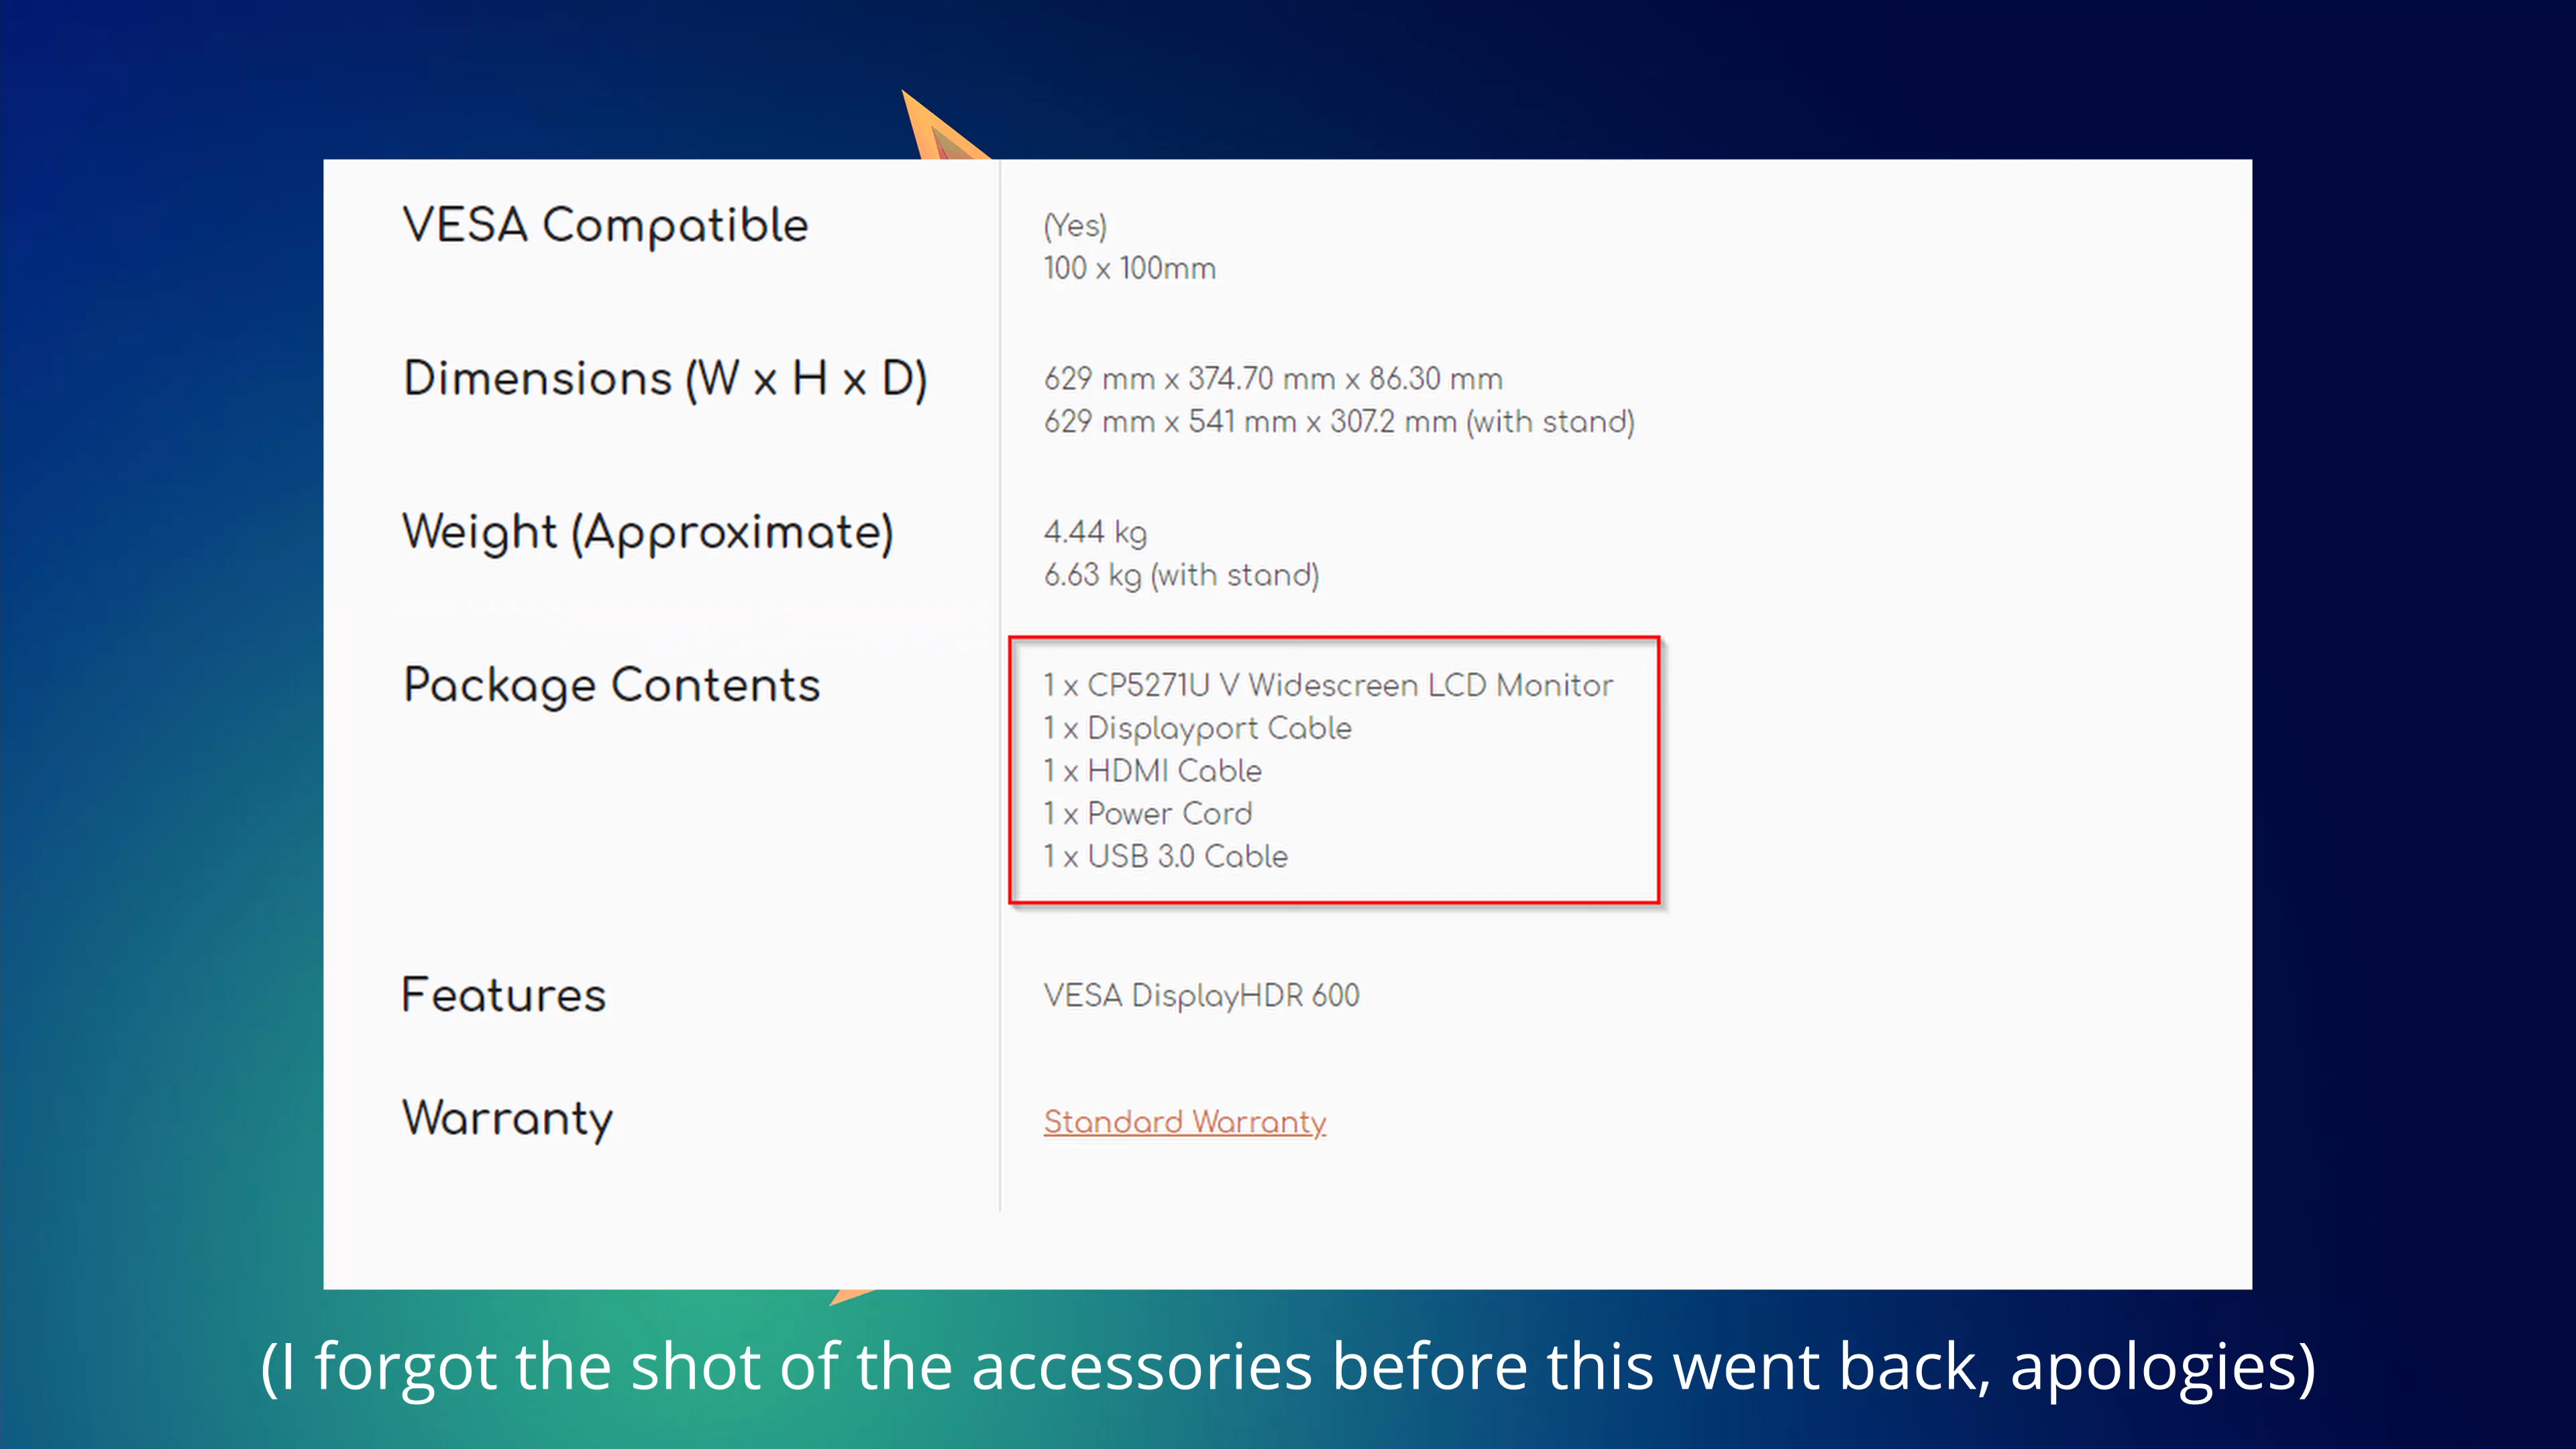 VESA Compatible
(Yes)
100 x 100mm
Dimensions (W x H x D)
629 mm x 374.70 mm x 86.30 mm
629 mm x 541 mm x 307.2 mm (with stand)
Weight (Approximate)
4.44 kg
6.63 kg (with stand)
Package Contents
1 x CP5271U V Widescreen LCD Monitor
1 x Displayport Cable
1 x HDMI Cable
1 x Power Cord
1 x USB 3.0 Cable
Features
VESA DisplayHDR 600
Warranty
Standard Warranty
(I forgot the shot of the accessories before this went back, apologies)